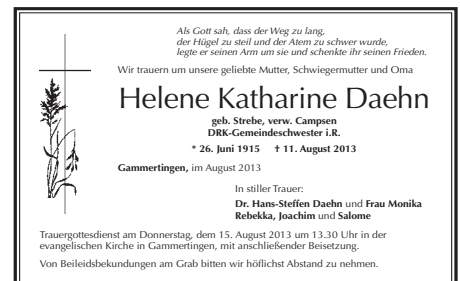 Als Gott sah, dass der Weg zu lang,
der Hügel zu steil und der Atem zu schwer wurde,
legte er seinen Arm um sie und schenkte ihr seinen Frieden.
Wir trauern um unsere geliebte Mutter, Schwiegermutter und Oma
Helene Katharine Daehn
geb. Strebe, verw. Campsen
DRK-Gemeindeschwester i.R.
* 26. Juni 1915 † 11. August 2013
Gammertingen, im August 2013
In stiller Trauer:
Dr. Hans-Steffen Daehn und Frau Monika
Rebekka, Joachim und Salome
Trauergottesdienst am Donnerstag, dem 15. August 2013 um 13.30 Uhr in der
evangelischen Kirche in Gammertingen, mit anschließender Beisetzung.
Von Beileidsbekundungen am Grab bitten wir höflichst Abstand zu nehmen.